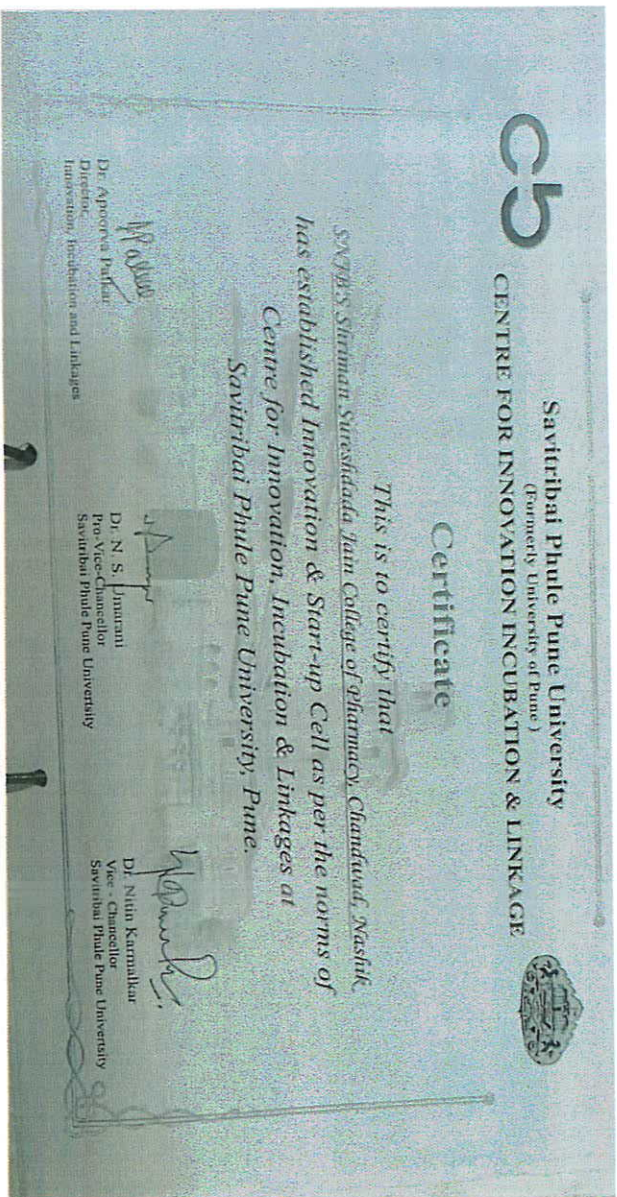 Savitribai Phule Pune University
(Formerly University of Pune)
CENTRE FOR INNOVATION INCUBATION & LINKAGE
Certificate
This is to certify that
SNJB'S Shriman Sureshdada Jain College of Pharmacy, Chandwad, Nashik
has established Innovation & Start-up Cell as per the norms of
Centre for Innovation, Incubation & Linkages at
Savitribai Phule Pune University, Pune.
Dr. Apoorva Palkar
Director,
Innovation, Incubation and Linkages
Dr. N. S. Umarani
Pro-Vice-Chancellor
Savitribai Phule Pune Univertsity
Dr. Nitin Karmalkar
Vice - Chancellor
Savitribai Phule Pune Univertsity